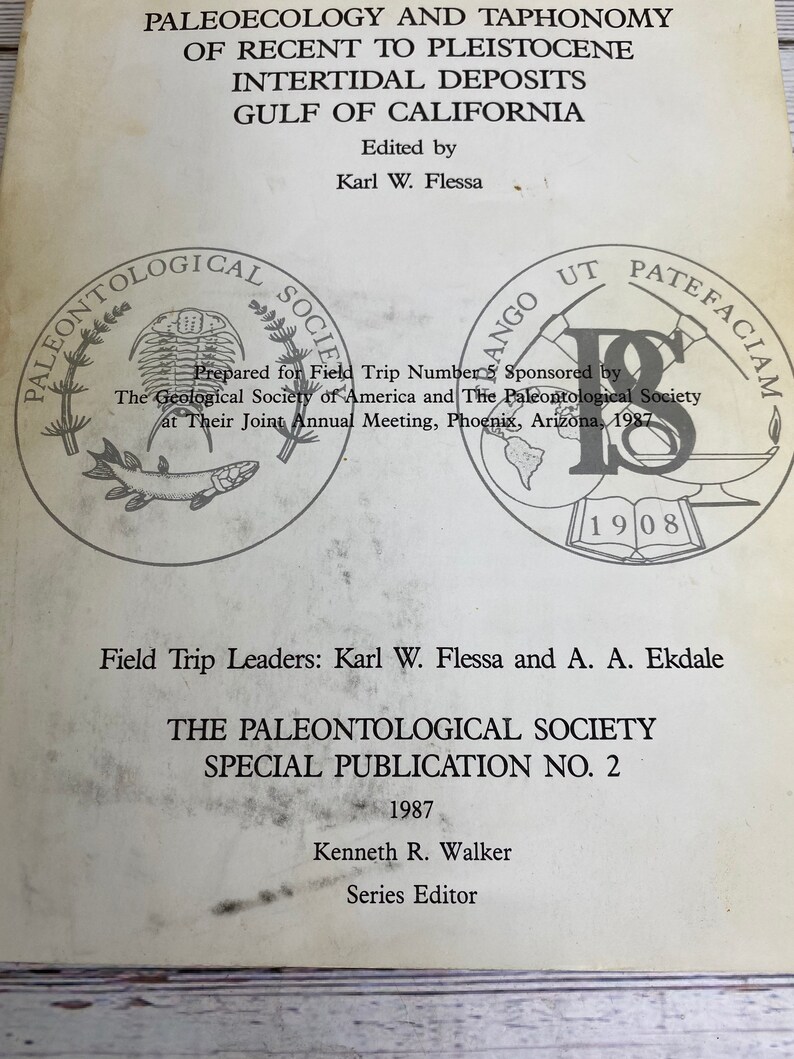 PALEOECOLOGY AND TAPHONOMY
OF RECENT TO PLEISTOCENE
INTERTIDAL DEPOSITS
GULF OF CALIFORNIA
Edited by
Karl W. Flessa
PALEONTOLOGICAL SOCIETY
FRANGO UT PATEFACIAM
PS
1908
Prepared for Field Trip Number 5 Sponsored by
The Geological Society of America and The Paleontological Society
at Their Joint Annual Meeting, Phoenix, Arizona, 1987
Field Trip Leaders: Karl W. Flessa and A. A. Ekdale
THE PALEONTOLOGICAL SOCIETY
SPECIAL PUBLICATION NO. 2
1987
Kenneth R. Walker
Series Editor